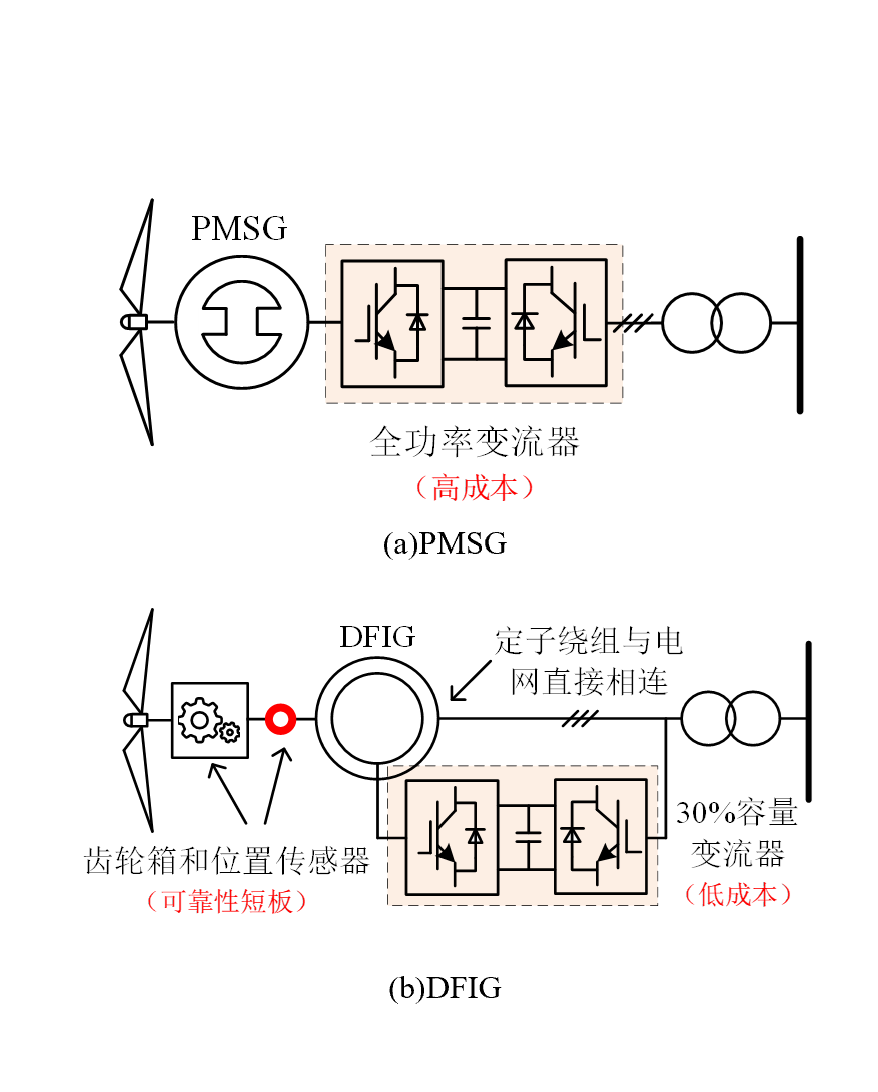 PMSG
全功率变流器
（高成本）
(a)PMSG
DFIG
定子绕组与电
网直接相连
30%容量
变流器
（低成本）
齿轮箱和位置传感器
（可靠性短板）
(b)DFIG